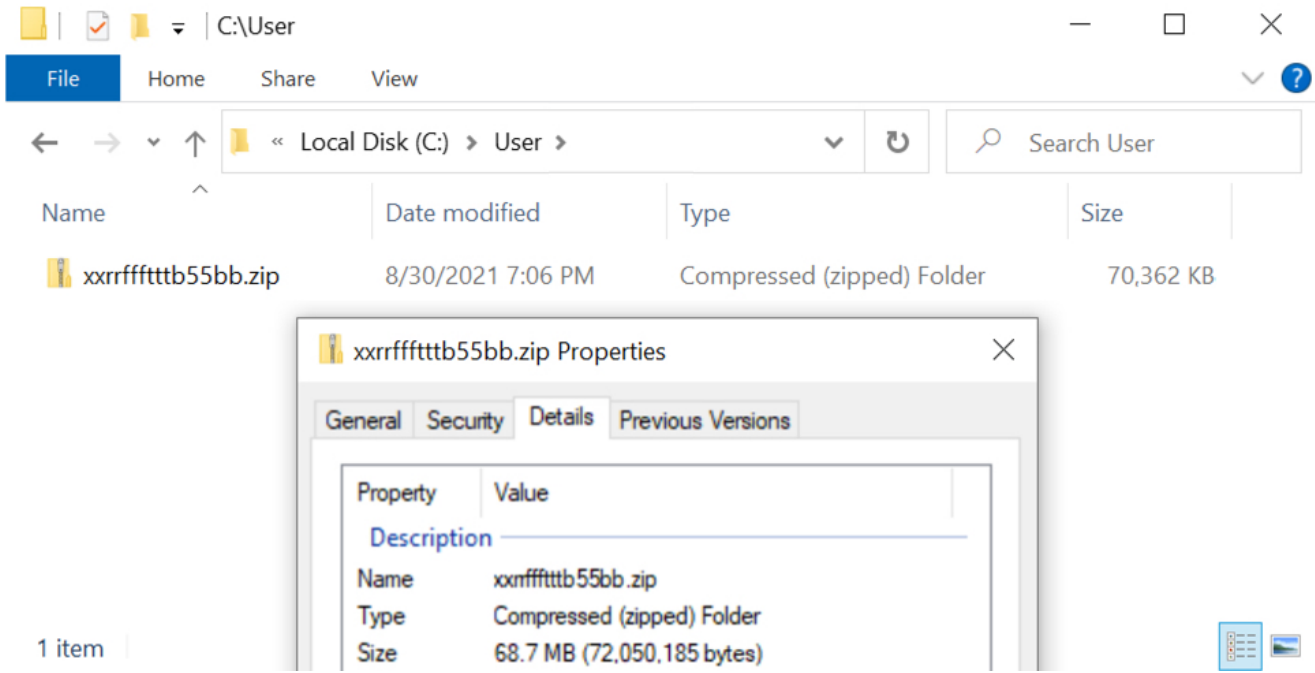 C:\User
File Home Share View
« Local Disk (C:) > User >
Search User
Name Date modified Type Size
xxrrffftttb55bb.zip 8/30/2021 7:06 PM Compressed (zipped) Folder 70,362 KB
xxrrffftttb55bb.zip Properties
General Security Details Previous Versions
Property Value
Description
Name xxrrffftttb55bb.zip
Type Compressed (zipped) Folder
Size 68.7 MB (72,050,185 bytes)
1 item